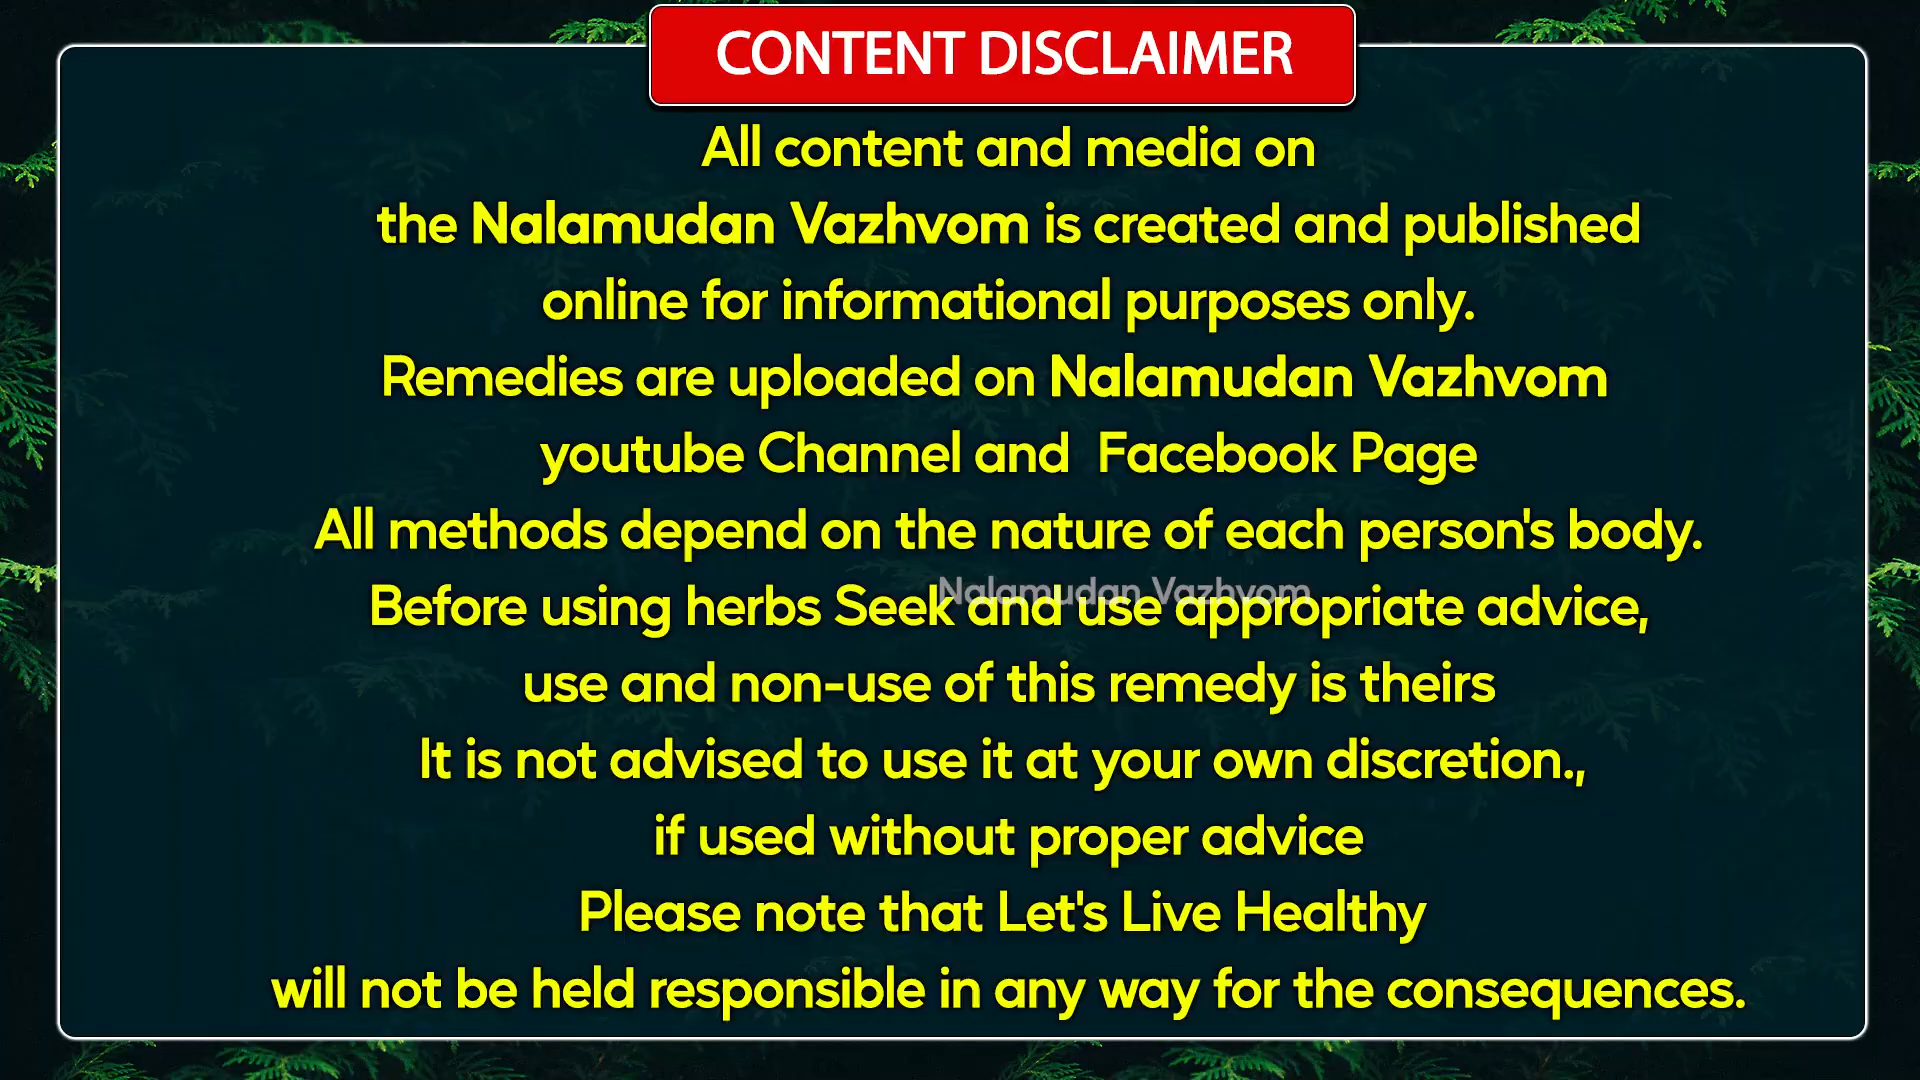 CONTENT DISCLAIMER
All content and media on
the Nalamudan Vazhvom is created and published
online for informational purposes only.
Remedies are uploaded on Nalamudan Vazhvom
youtube Channel and Facebook Page
All methods depend on the nature of each person's body.
Nalamudan Vazhvom
Before using herbs Seek and use appropriate advice,
use and non-use of this remedy is theirs
It is not advised to use it at your own discretion.,
if used without proper advice
Please note that Let's Live Healthy
will not be held responsible in any way for the consequences.